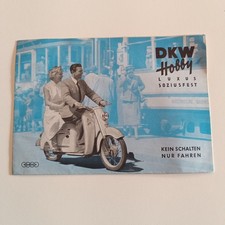 DKW
Hobby
LUXUS
SOZIUSFEST
KEIN SCHALTEN
NUR FAHREN